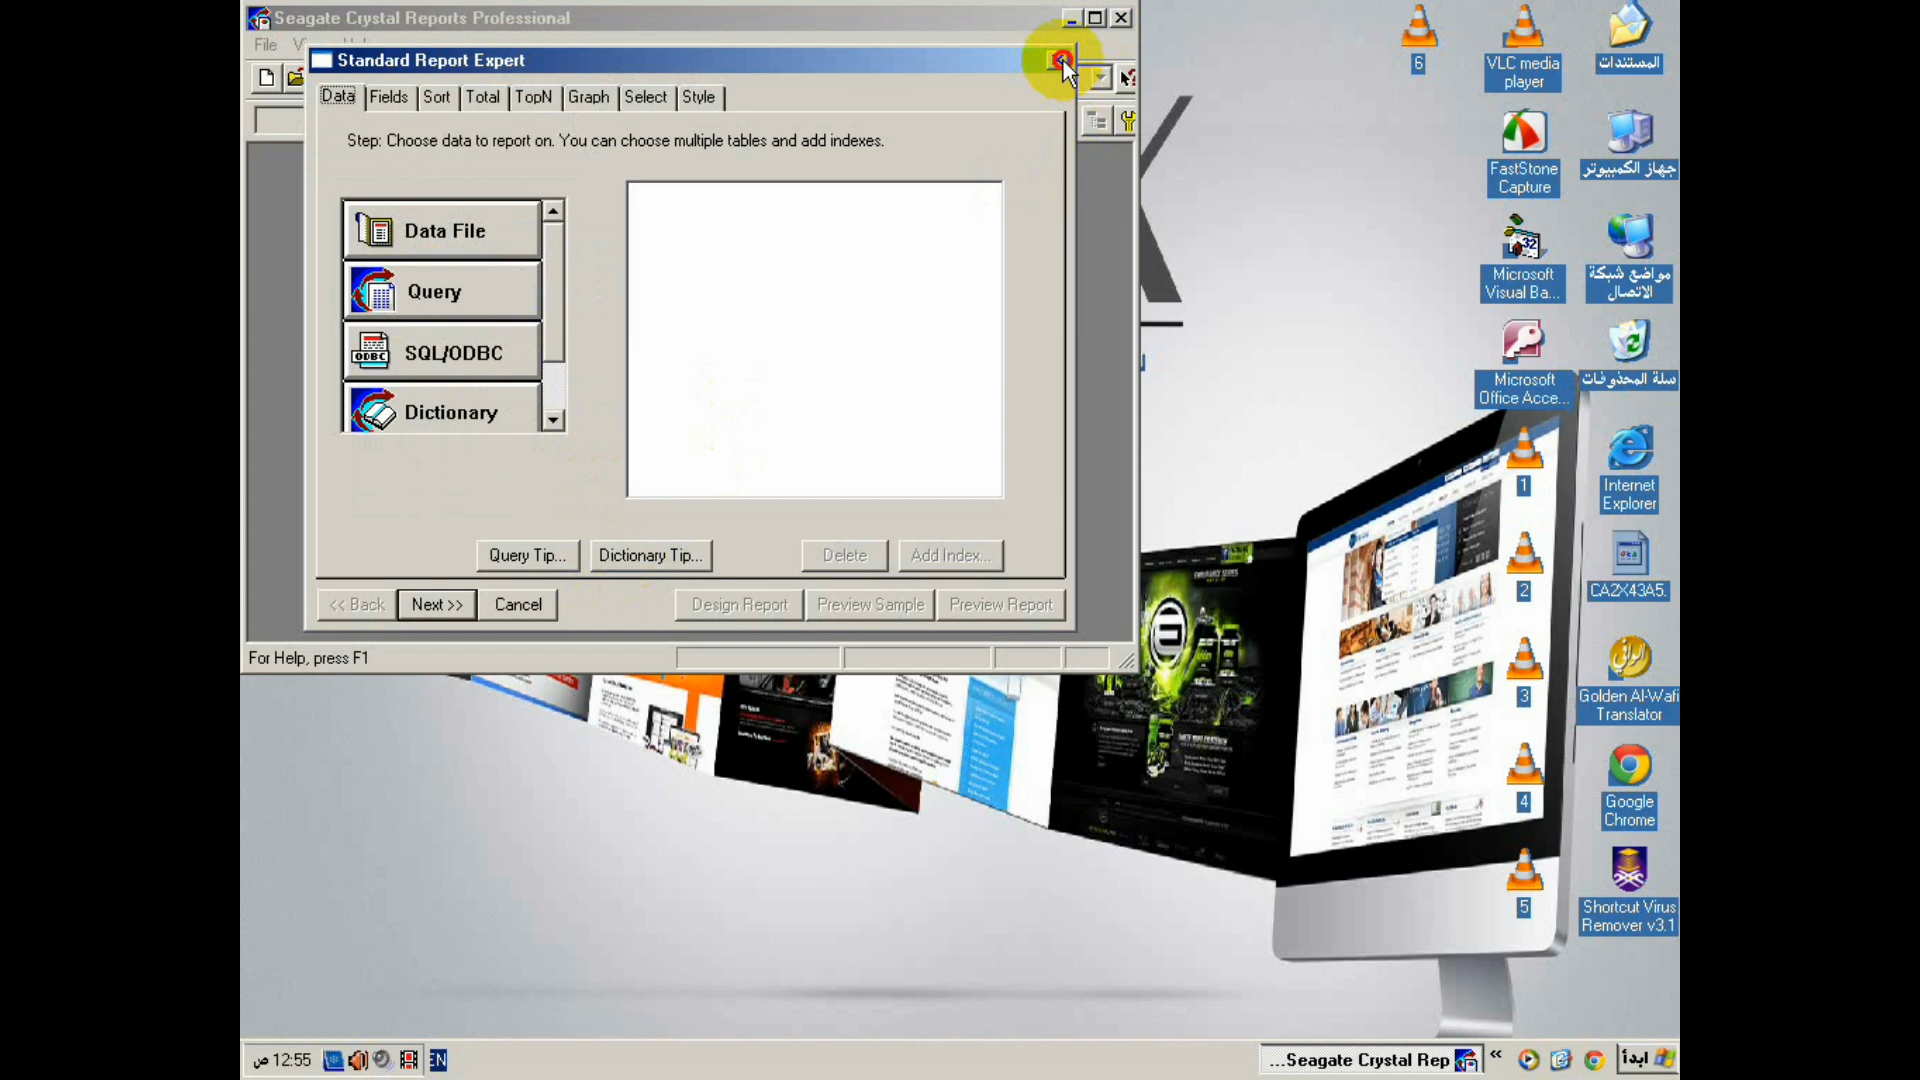 Seagate Crystal Reports Professional
File
Standard Report Expert
Data Fields Sort Total TopN Graph Select Style
Step: Choose data to report on. You can choose multiple tables and add indexes.
Data File
Query
SQL/ODBC
ODBC
Dictionary
Query Tip...
Dictionary Tip...
Delete
Add Index...
<< Back
Next >>
Cancel
Design Report
Preview Sample
Preview Report
For Help, press F1
6
VLC media
player
المستندات
FastStone
Capture
جهاز الكمبيوتر
32
Microsoft
Visual Ba...
مواضع شبكة
الاتصال
Microsoft
Office Acce...
سلة المحذوفات
1
Internet
Explorer
2
CA2X43A5.
3
الوافي
Golden Al-Wafi
Translator
4
Google
Chrome
5
Shortcut Virus
Remover v3.1
12:55 ص
EN
...Seagate Crystal Rep
«
ابدأ